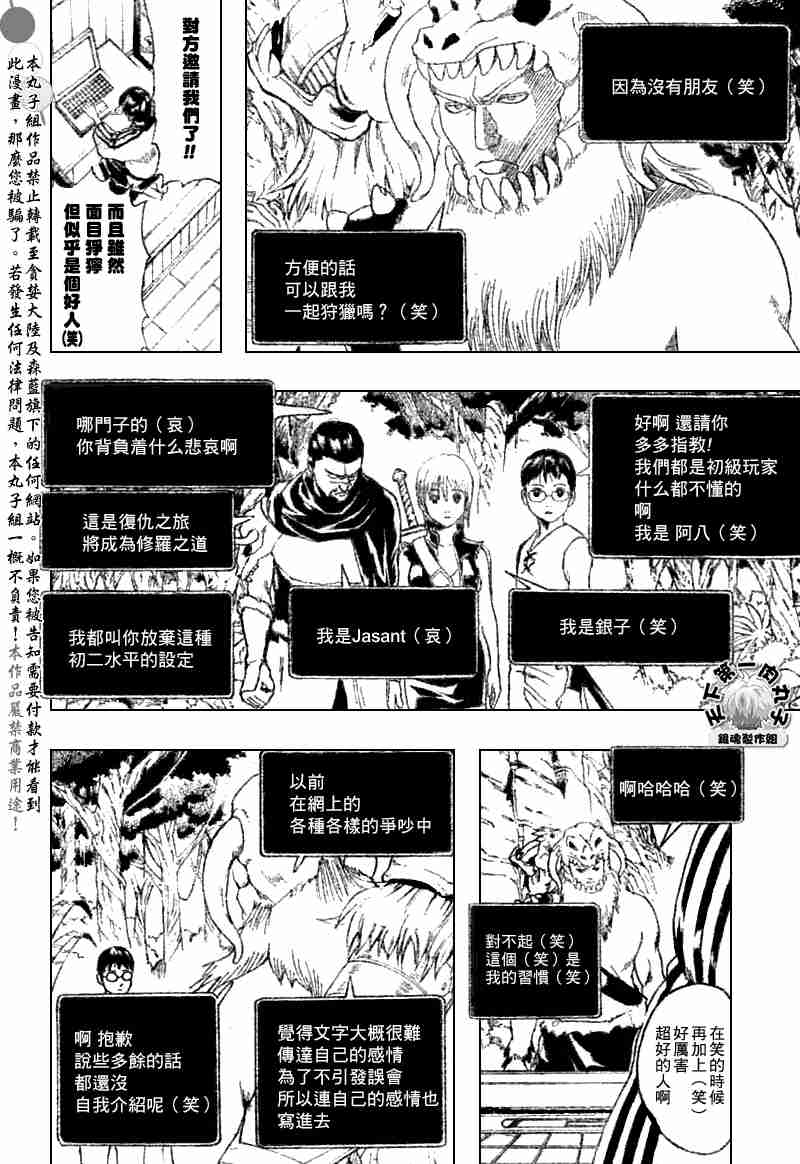 因為沒有朋友（笑）
方便的話
可以跟我
一起狩獵嗎？（笑）
對方邀請我們了!!
而且雖然
面目猙獰
但似乎是個好人(笑)
好啊 還請你
多多指教!
我們都是初級玩家
什么都不懂的
啊
我是 阿八（笑）
我是銀子（笑）
我是Jasant（哀）
哪門子的（哀）
你背負着什么悲哀啊
這是復仇之旅
將成為修羅之道
我都叫你放棄這種
初二水平的設定
啊哈哈哈（笑）
對不起（笑）
這個（笑）是
我的習慣（笑）
在笑的時候
再加上（笑）
好厲害
超好的人啊
以前
在網上的
各種各樣的爭吵中
覺得文字大概很難
傳達自己的感情
為了不引發誤會
所以連自己的感情也
寫進去
啊 抱歉
說些多餘的話
都還沒
自我介紹呢（笑）
天下第一肉丸子
銀魂製作組
本丸子組作品禁止轉載至貪婪大陸及森藍旗下的任何網站。如果您被告知需要付款才能看到
此漫畫，那麼您被騙了。若發生任何法律問題，本丸子組一概不負責！本作品嚴禁商業用途！